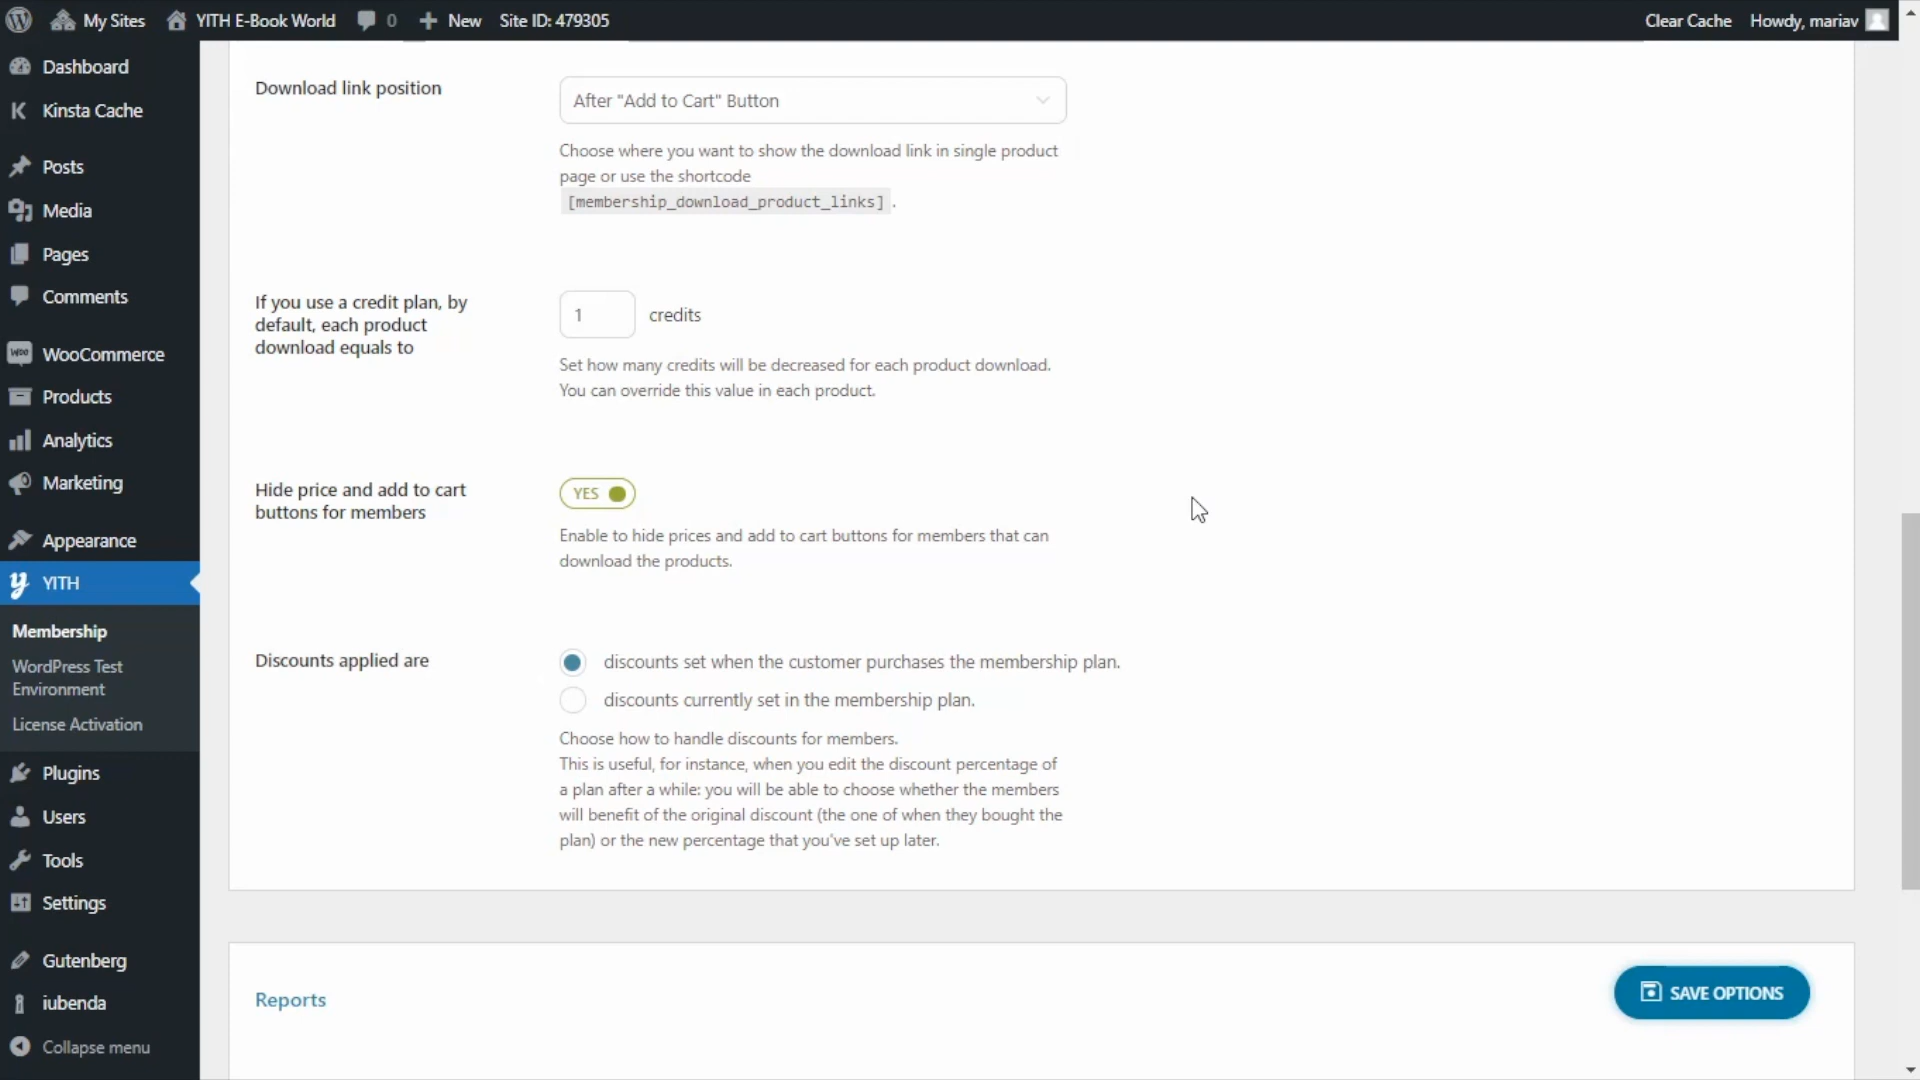 My Sites
YITH E-Book World
0
New
Site ID: 479305
Clear Cache
Howdy, mariav
Dashboard
Kinsta Cache
Posts
Media
Pages
Comments
WooCommerce
Products
Analytics
Marketing
Appearance
YITH
Membership
WordPress Test
Environment
License Activation
Plugins
Users
Tools
Settings
Gutenberg
iubenda
Collapse menu
Download link position
After "Add to Cart" Button
Choose where you want to show the download link in single product
page or use the shortcode
[membership_download_product_links] .
If you use a credit plan, by
default, each product
download equals to
1
credits
Set how many credits will be decreased for each product download.
You can override this value in each product.
Hide price and add to cart
buttons for members
YES
Enable to hide prices and add to cart buttons for members that can
download the products.
Discounts applied are
discounts set when the customer purchases the membership plan.
discounts currently set in the membership plan.
Choose how to handle discounts for members.
This is useful, for instance, when you edit the discount percentage of
a plan after a while: you will be able to choose whether the members
will benefit of the original discount (the one of when they bought the
plan) or the new percentage that you've set up later.
Reports
SAVE OPTIONS